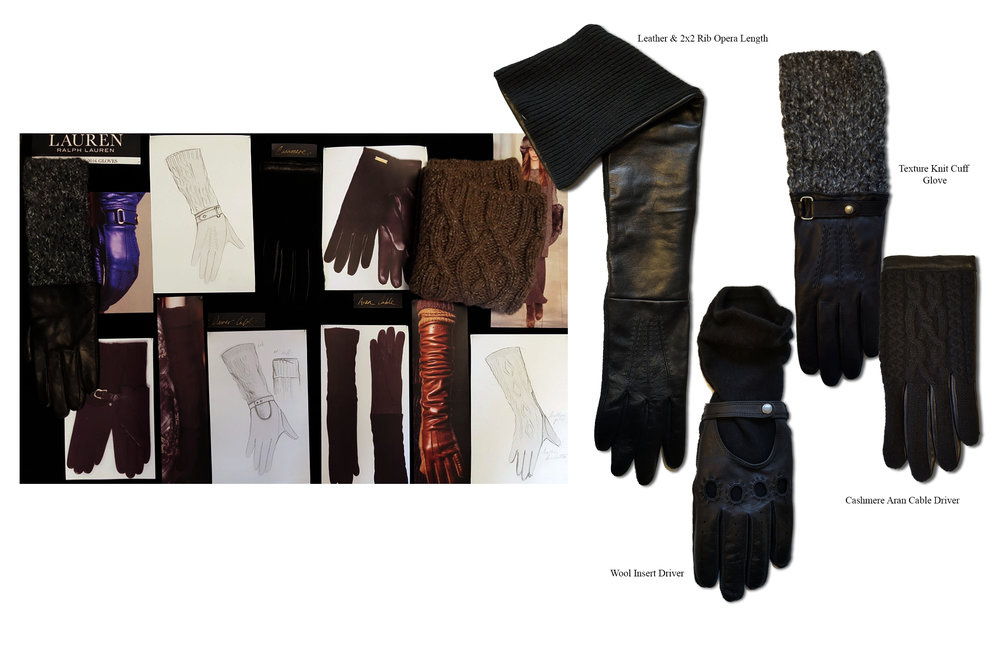 Leather & 2x2 Rib Opera Length
LAUREN
RALPH LAUREN
GLOVES
Texture Knit Cuff
Glove
Aran Cable
Cashmere Aran Cable Driver
Wool Insert Driver